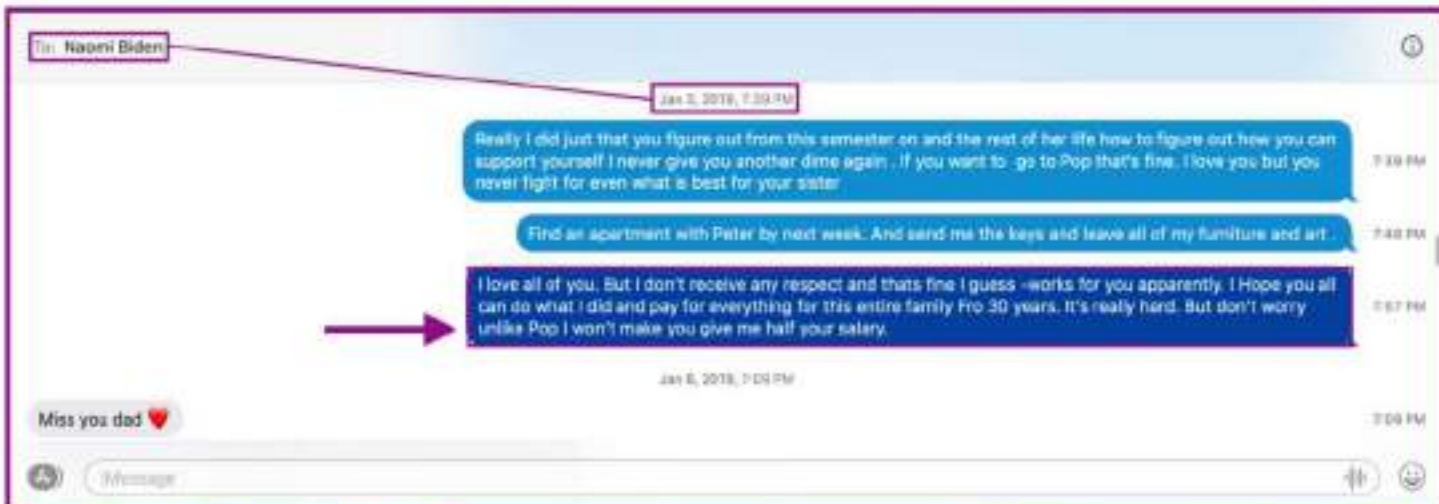 To: Naomi Biden
Jan 3, 2019, 7:39 PM
Really I did just that you figure out from this semester on and the rest of her life how to figure out how you can
support yourself I never give you another dime again . If you want to go to Pop that's fine. I love you but you
never fight for even what is best for your sister
7:39 PM
Find an apartment with Peter by next week. And send me the keys and leave all of my furniture and art .
7:48 PM
I love all of you. But I don't receive any respect and thats fine I guess -works for you apparently. I Hope you all
can do what I did and pay for everything for this entire family Fro 30 years. It's really hard. But don't worry
unlike Pop I won't make you give me half your salary.
7:57 PM
Jan 6, 2019, 7:09 PM
Miss you dad ❤️
7:09 PM
iMessage